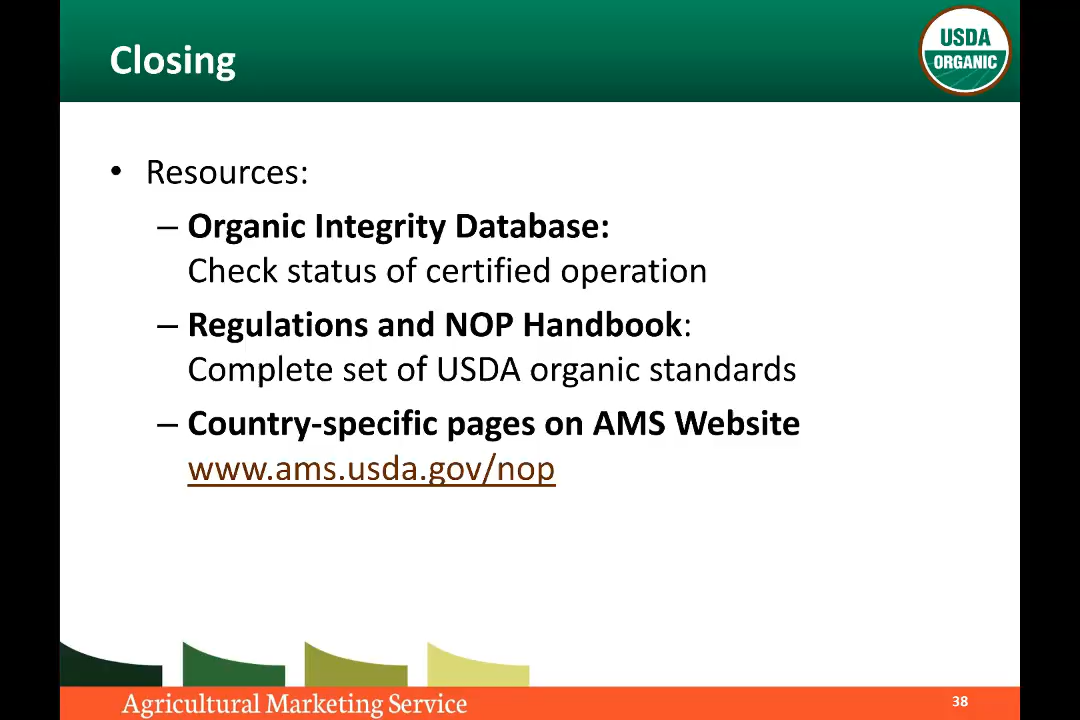 Closing
USDA
ORGANIC
• Resources:
– Organic Integrity Database:
Check status of certified operation
– Regulations and NOP Handbook:
Complete set of USDA organic standards
– Country-specific pages on AMS Website
www.ams.usda.gov/nop
Agricultural Marketing Service
38